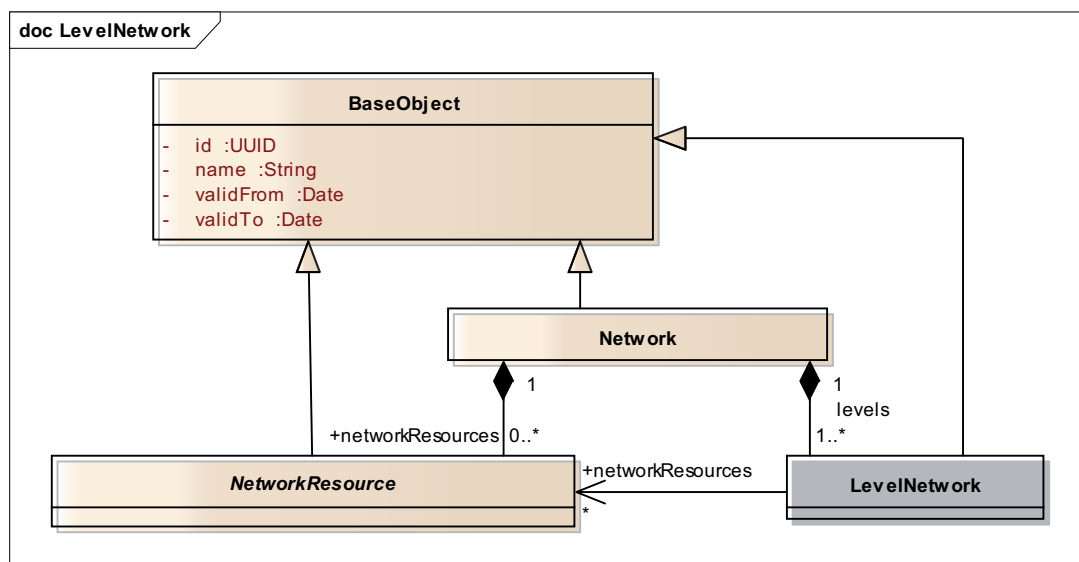 doc LevelNetwork
BaseObject
- id :UUID
- name :String
- validFrom :Date
- validTo :Date
Network
1
1
levels
+networkResources 0..*
1..*
NetworkResource
+networkResources
*
LevelNetwork